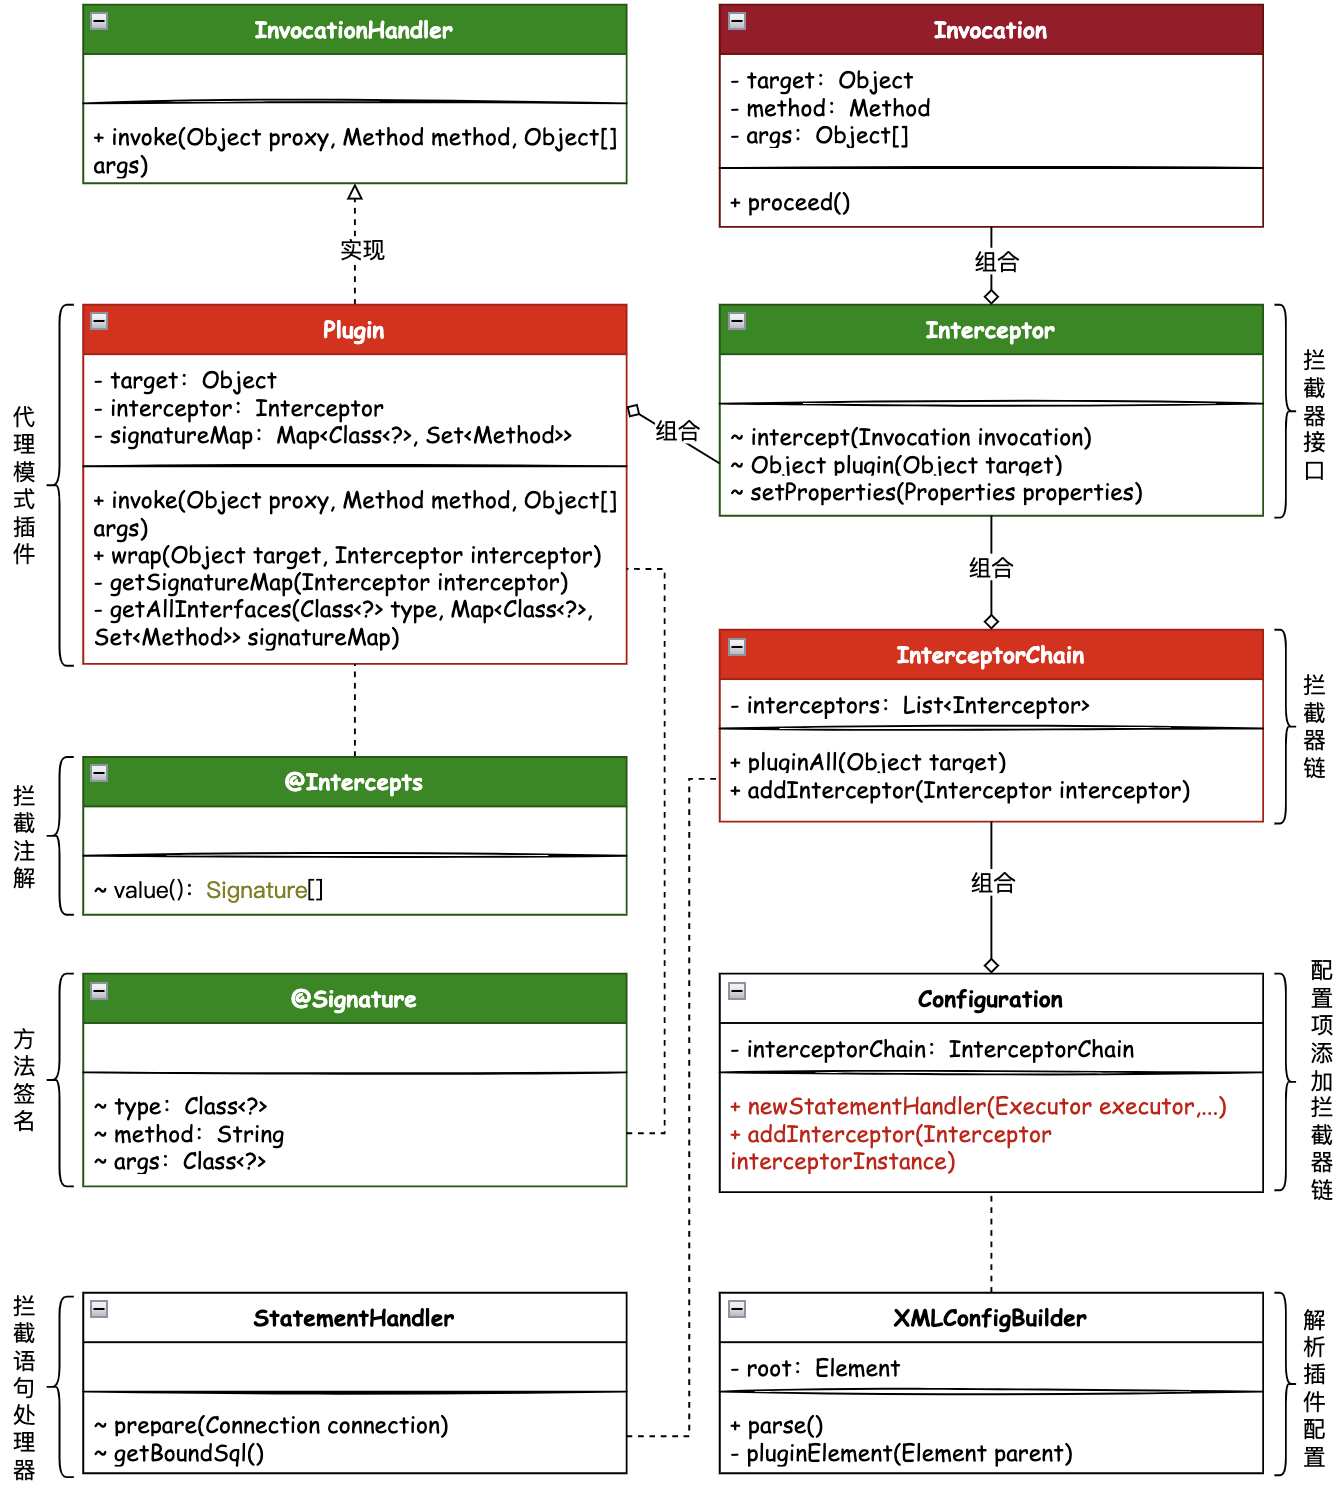 InvocationHandler
+ invoke(Object proxy, Method method, Object[]
args)
实现
代理模式插件
Plugin
- target：Object
- interceptor：Interceptor
- signatureMap：Map<Class<?>, Set<Method>>
+ invoke(Object proxy, Method method, Object[]
args)
+ wrap(Object target, Interceptor interceptor)
- getSignatureMap(Interceptor interceptor)
- getAllInterfaces(Class<?> type, Map<Class<?>,
Set<Method>> signatureMap)
拦截注解
@Intercepts
~ value()：Signature[]
方法签名
@Signature
~ type：Class<?>
~ method：String
~ args：Class<?>
拦截语句处理器
StatementHandler
~ prepare(Connection connection)
~ getBoundSql()
Invocation
- target：Object
- method：Method
- args：Object[]
+ proceed()
组合
Interceptor
~ intercept(Invocation invocation)
~ Object plugin(Object target)
~ setProperties(Properties properties)
拦截器接口
组合
组合
InterceptorChain
- interceptors：List<Interceptor>
+ pluginAll(Object target)
+ addInterceptor(Interceptor interceptor)
拦截器链
组合
Configuration
- interceptorChain：InterceptorChain
+ newStatementHandler(Executor executor,...)
+ addInterceptor(Interceptor
interceptorInstance)
配置项添加拦截器链
XMLConfigBuilder
- root：Element
+ parse()
- pluginElement(Element parent)
解析插件配置